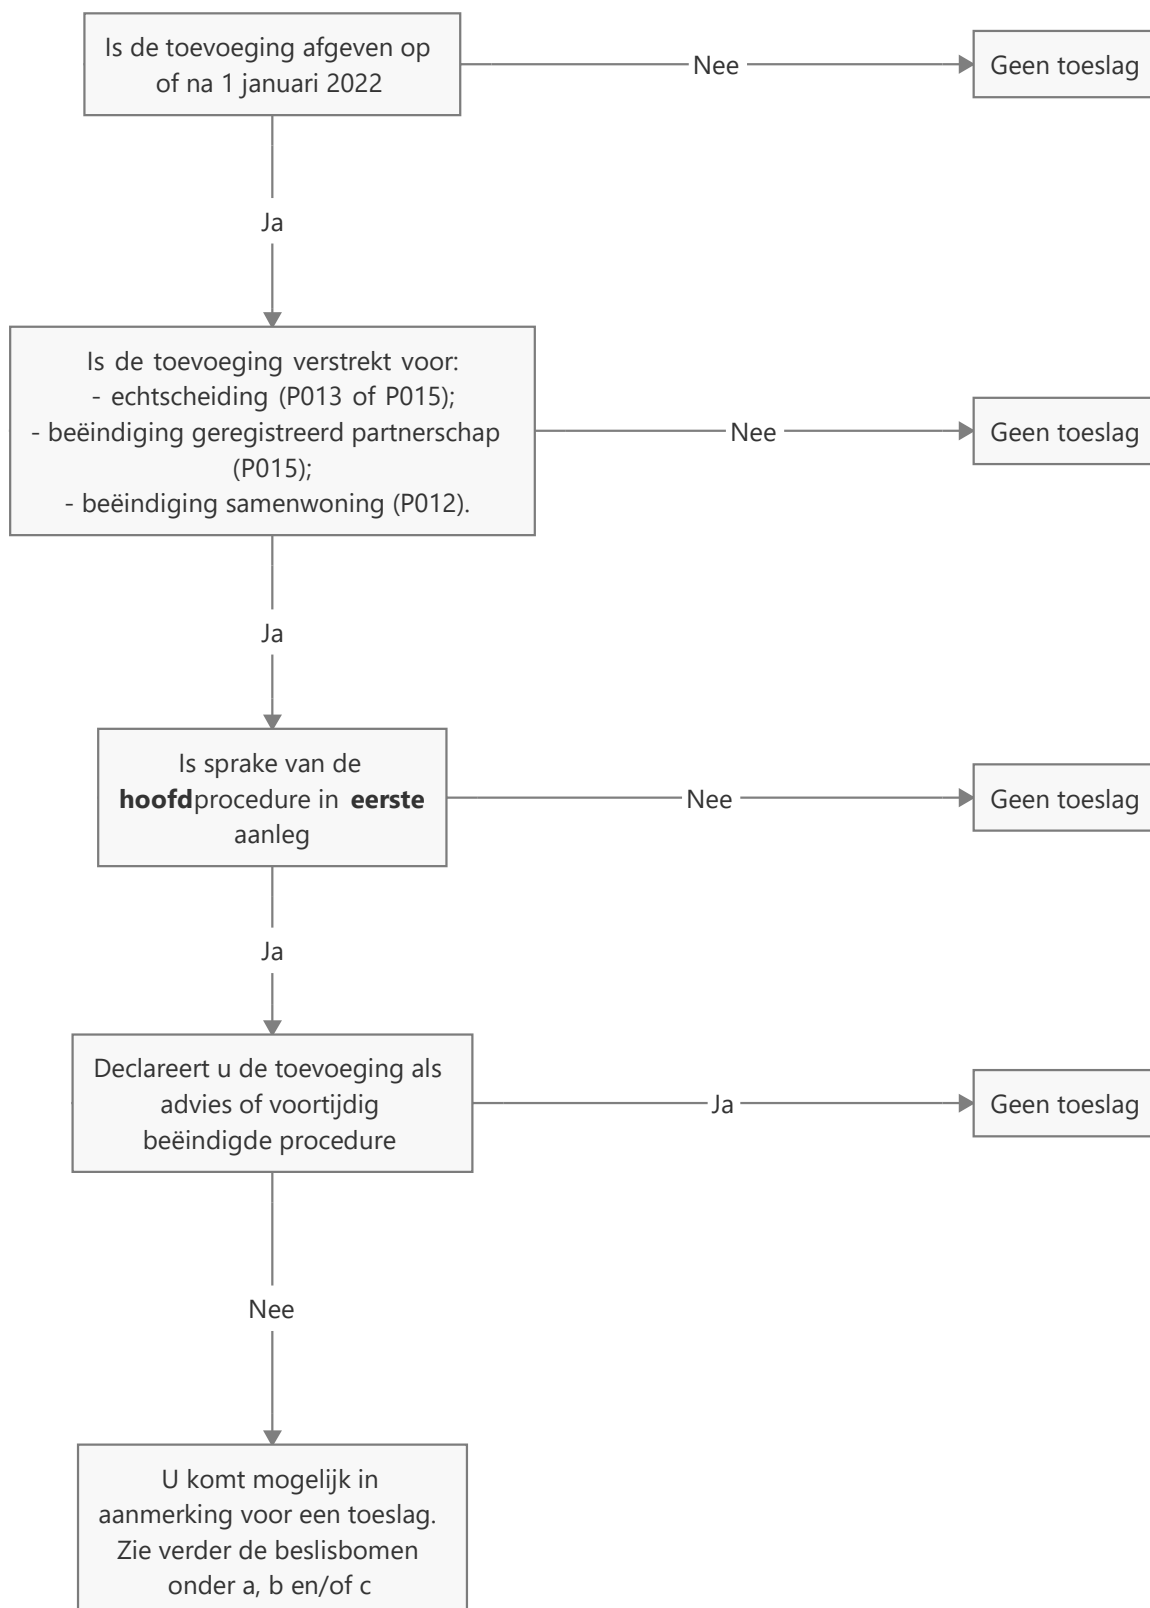 Is de toevoeging afgeven op
of na 1 januari 2022
Nee
Geen toeslag
Ja
Is de toevoeging verstrekt voor:
- echtscheiding (P013 of P015);
- beëindiging geregistreerd partnerschap
(P015);
- beëindiging samenwoning (P012).
Nee
Geen toeslag
Ja
Is sprake van de
hoofdprocedure in eerste
aanleg
Nee
Geen toeslag
Ja
Declareert u de toevoeging als
advies of voortijdig
beëindigde procedure
Ja
Geen toeslag
Nee
U komt mogelijk in
aanmerking voor een toeslag.
Zie verder de beslisbomen
onder a, b en/of c